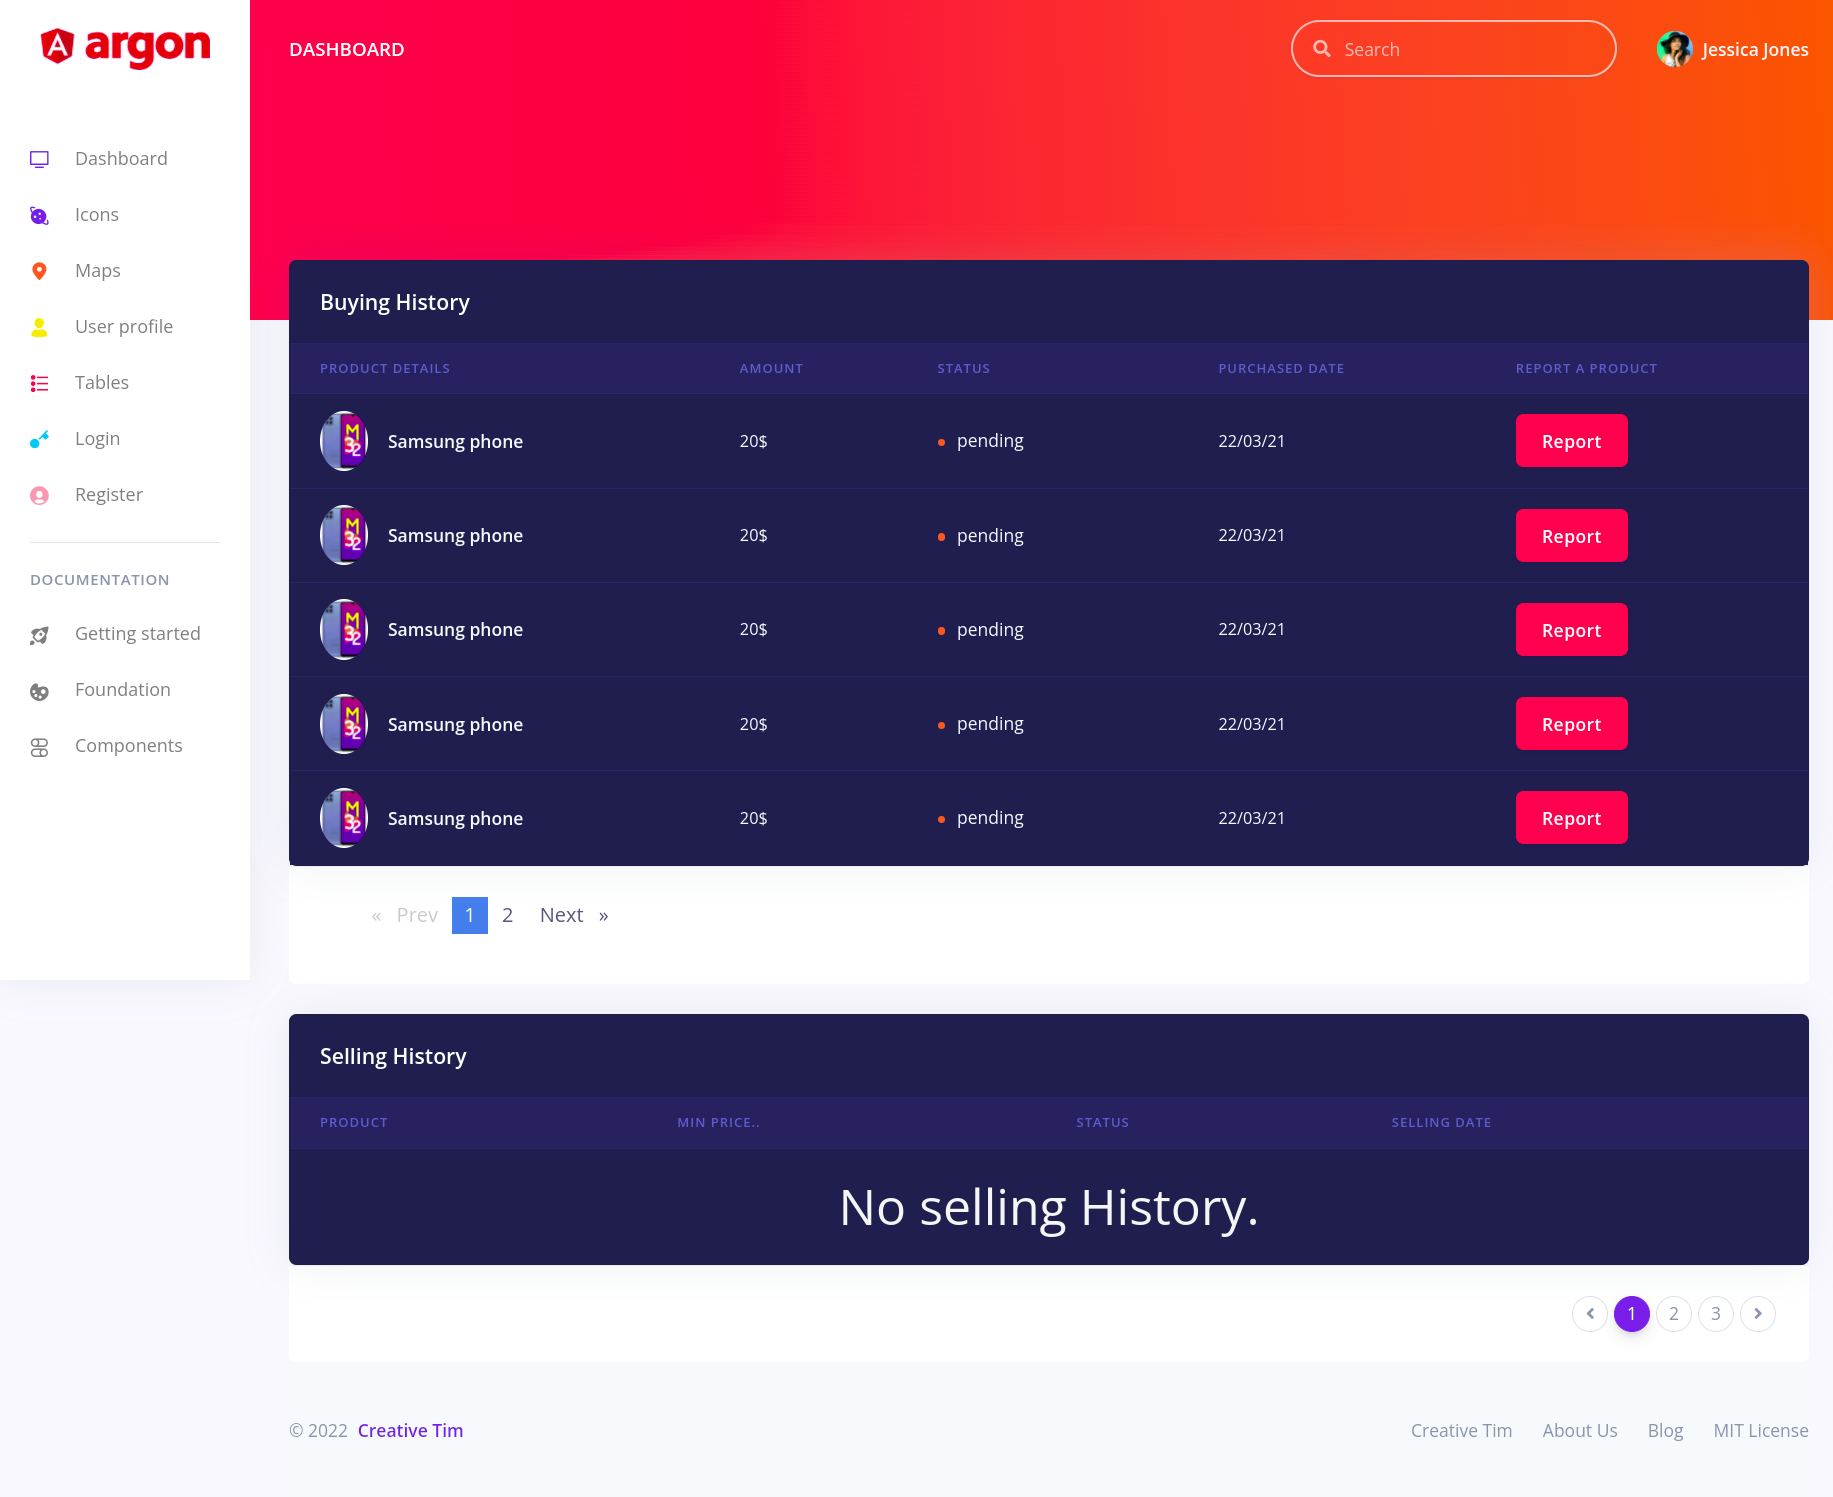 argon
DASHBOARD
Search
Jessica Jones
Dashboard
Icons
Maps
User profile
Tables
Login
Register
DOCUMENTATION
Getting started
Foundation
Components
Buying History
PRODUCT DETAILS AMOUNT STATUS PURCHASED DATE REPORT A PRODUCT
M 32 Samsung phone 20$ pending 22/03/21 Report
M 32 Samsung phone 20$ pending 22/03/21 Report
M 32 Samsung phone 20$ pending 22/03/21 Report
M 32 Samsung phone 20$ pending 22/03/21 Report
M 32 Samsung phone 20$ pending 22/03/21 Report
« Prev 1 2 Next »
Selling History
PRODUCT MIN PRICE.. STATUS SELLING DATE
No selling History.
1 2 3
© 2022 Creative Tim
Creative Tim About Us Blog MIT License